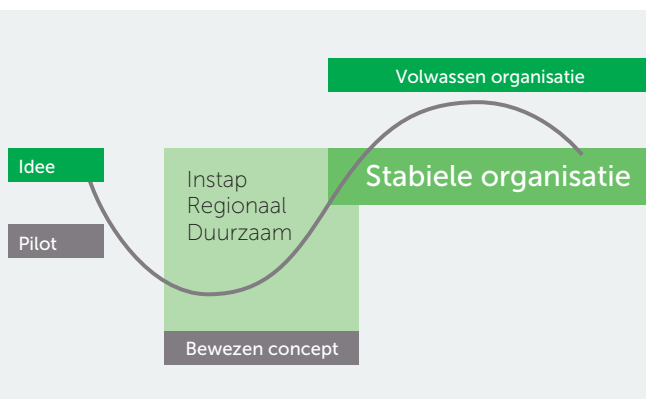 Volwassen organisatie
Idee
Instap
Regionaal
Duurzaam
Stabiele organisatie
Pilot
Bewezen concept